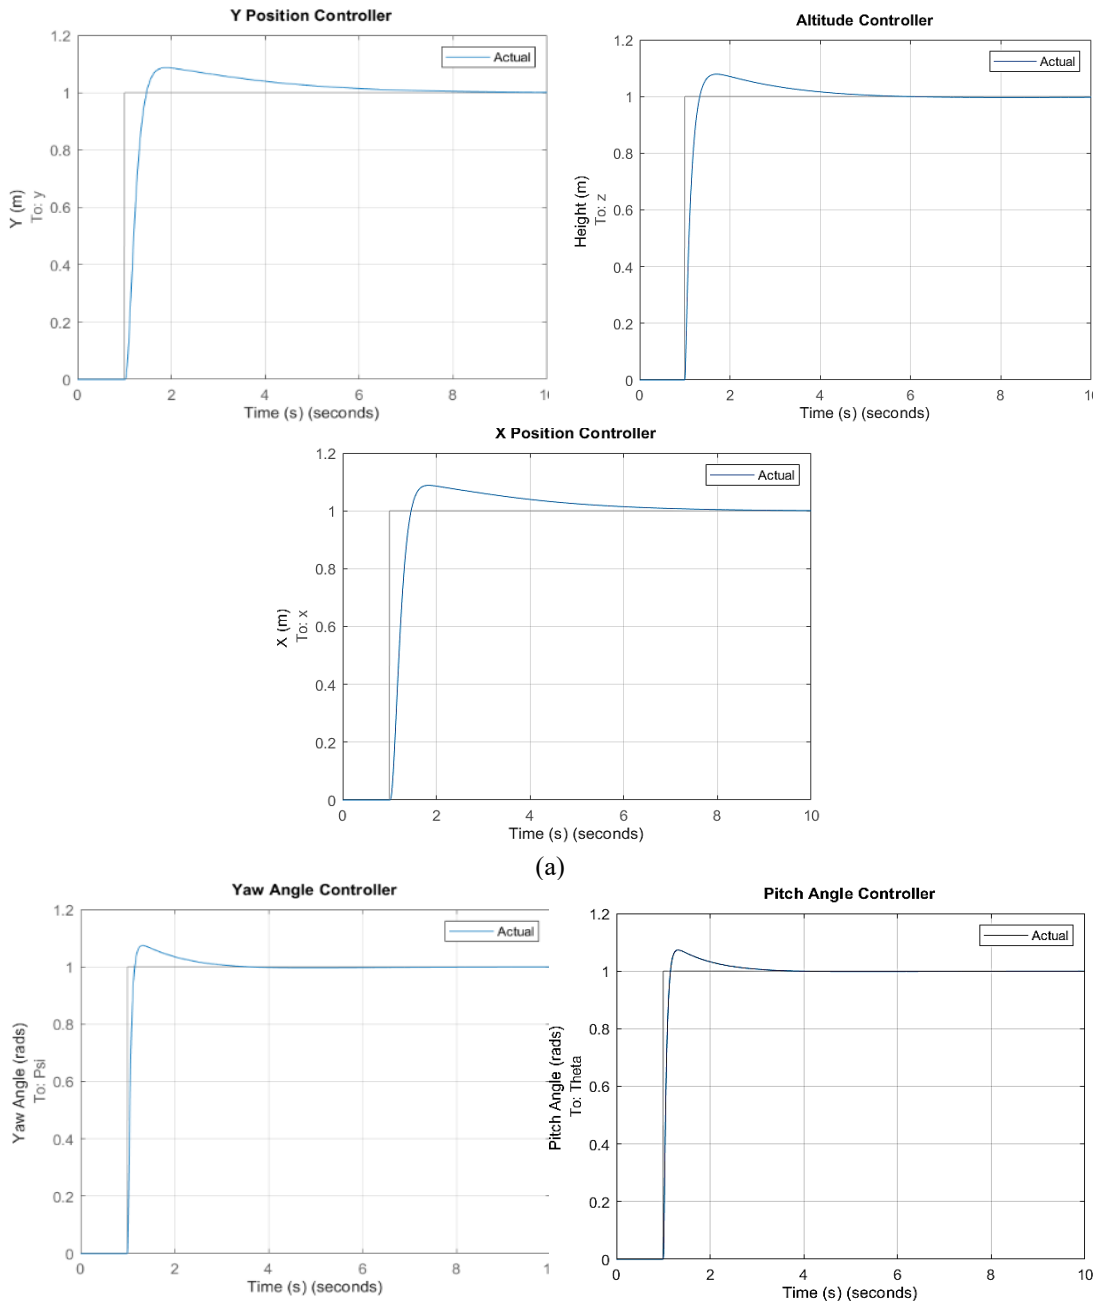 Y Position Controller
1.2
1
0.8
0.6
0.4
0.2
0
Y (m)
To: y
Actual
0 2 4 6 8 1
Time (s) (seconds)
Altitude Controller
1.2
1
0.8
0.6
0.4
0.2
0
Height (m)
To: z
Actual
0 2 4 6 8 10
Time (s) (seconds)
X Position Controller
1.2
1
0.8
0.6
0.4
0.2
0
X (m)
To: x
Actual
0 2 4 6 8 10
Time (s) (seconds)
(a)
Yaw Angle Controller
1.2
1
0.8
0.6
0.4
0.2
0
Yaw Angle (rads)
To: Psi
Actual
0 2 4 6 8 1
Time (s) (seconds)
Pitch Angle Controller
1.2
1
0.8
0.6
0.4
0.2
0
Pitch Angle (rads)
To: Theta
Actual
0 2 4 6 8 10
Time (s) (seconds)